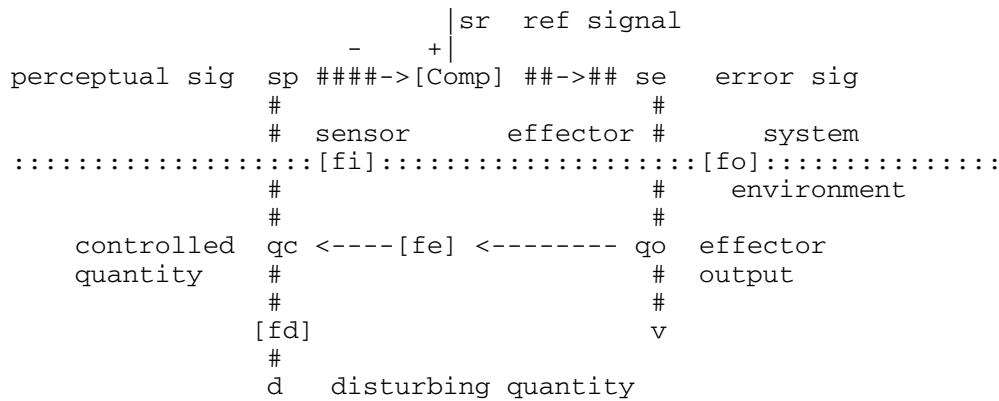 |sr  ref signal
                -    +|
perceptual sig  sp ####->[Comp] ##->## se   error sig
                #                      #
                #  sensor     effector #      system
:::::::::::::::::::[fi]::::::::::::::::::::[fo]:::::::::::::::
                #                      #    environment
                #                      #
    controlled  qc <----[fe] <-------- qo  effector
    quantity    #                      #  output
                #                      #
               [fd]                    v
                #
                d   disturbing quantity